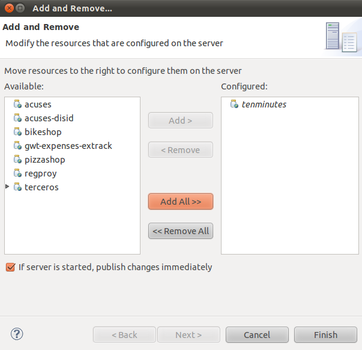 Add and Remove...
Add and Remove
Modify the resources that are configured on the server
Move resources to the right to configure them on the server
Available:
Configured:
acuses
acuses-disid
bikeshop
gwt-expenses-extrack
pizzashop
regproy
terceros
Add >
< Remove
Add All >>
<< Remove All
tenminutes
If server is started, publish changes immediately
?
< Back
Next >
Cancel
Finish